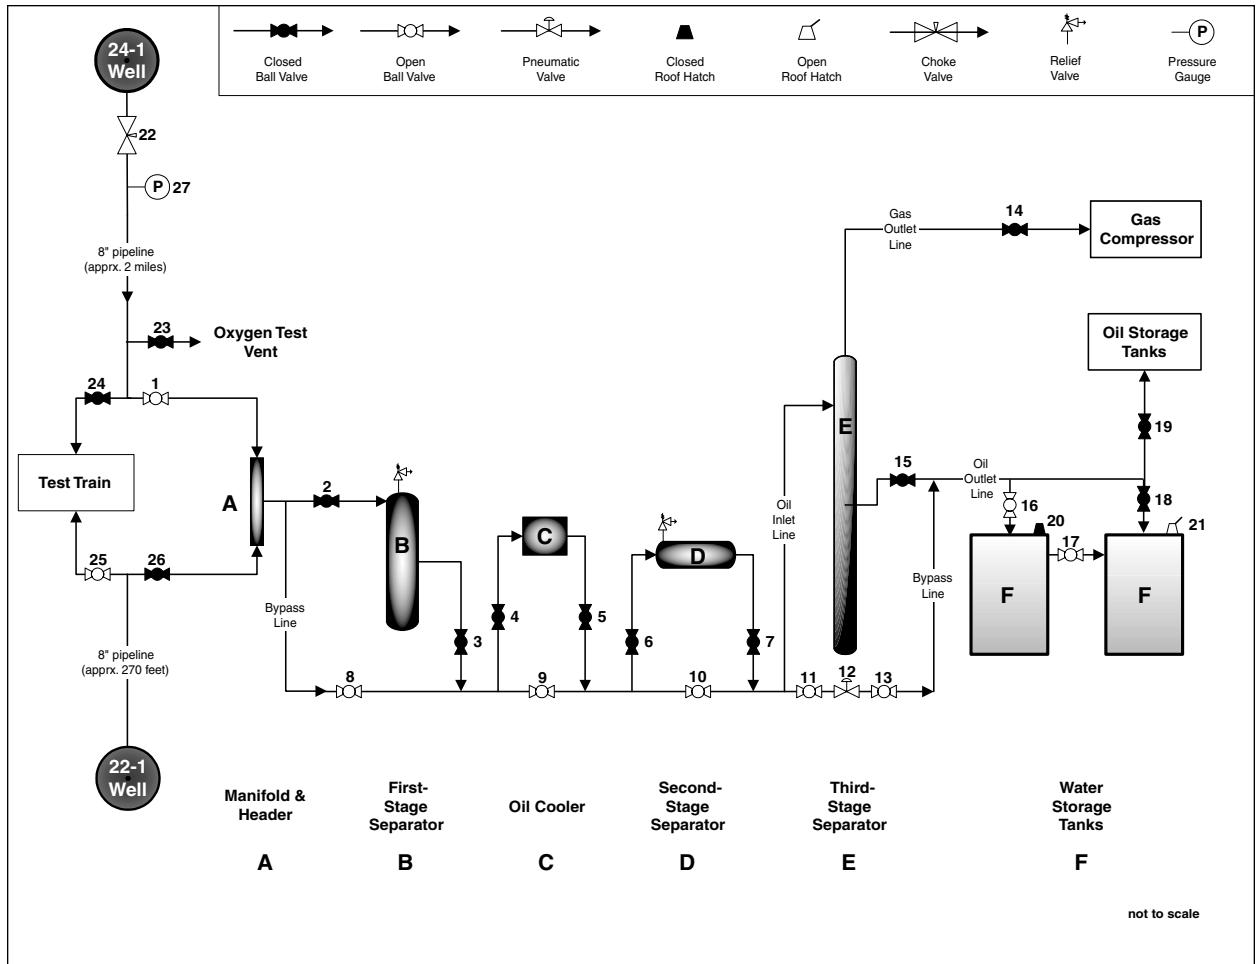 24-1
Well
Closed
Ball Valve
Open
Ball Valve
Pneumatic
Valve
Closed
Roof Hatch
Open
Roof Hatch
Choke
Valve
Relief
Valve
P
Pressure
Gauge
22
P 27
8" pipeline
(apprx. 2 miles)
23
Oxygen Test
Vent
24
1
Test Train
25
26
8" pipeline
(apprx. 270 feet)
22-1
Well
A
2
Bypass
Line
B
3
C
4
5
D
6
7
8
9
10
11
12
13
Oil
Inlet
Line
E
Gas
Outlet
Line
14
Gas
Compressor
Oil Storage
Tanks
19
15
Oil
Outlet
Line
Bypass
Line
16
20
18
21
17
F
F
Manifold &
Header
A
First-
Stage
Separator
B
Oil Cooler
C
Second-
Stage
Separator
D
Third-
Stage
Separator
E
Water
Storage
Tanks
F
not to scale